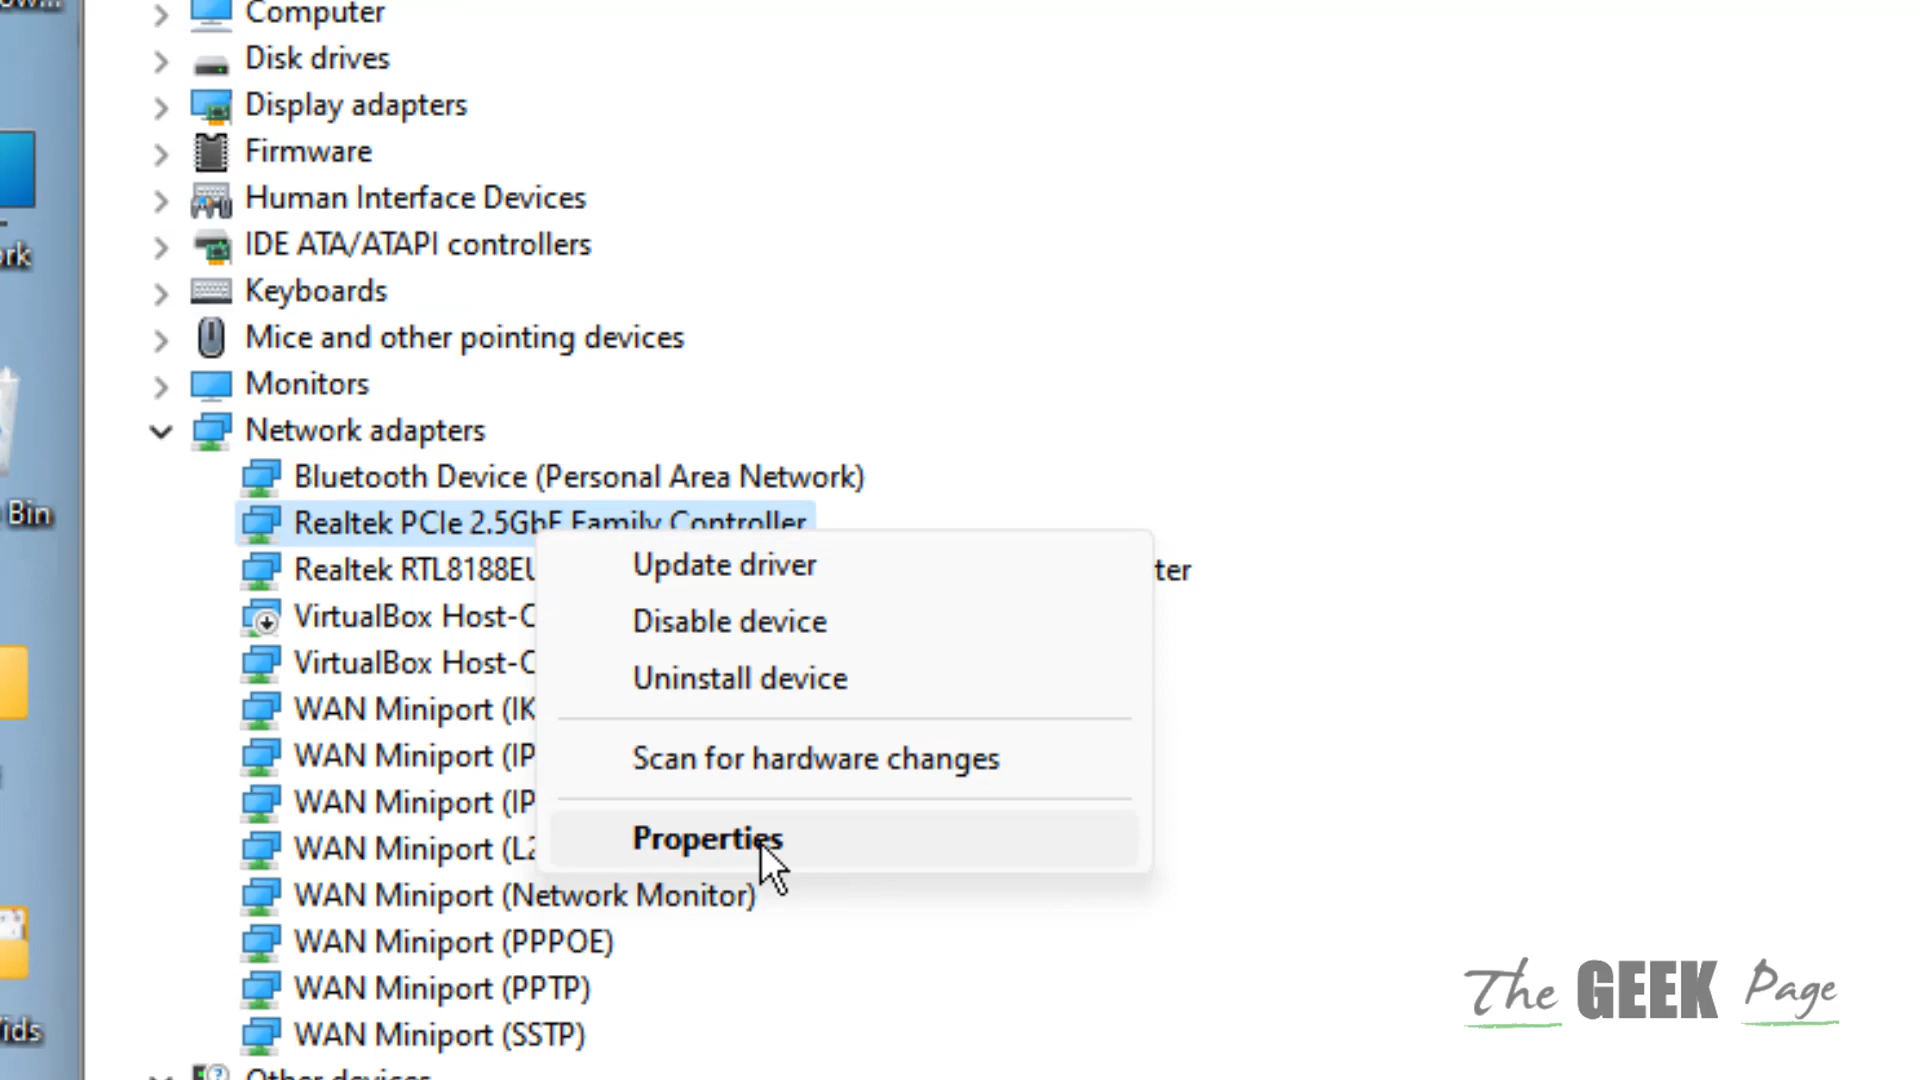 Computer
Disk drives
Display adapters
Firmware
Human Interface Devices
IDE ATA/ATAPI controllers
Keyboards
Mice and other pointing devices
Monitors
Network adapters
Bluetooth Device (Personal Area Network)
Realtek PCIe 2.5GbE Family Controller
Realtek RTL8188EU
VirtualBox Host-
VirtualBox Host-
WAN Miniport (IK
WAN Miniport (IP
WAN Miniport (IP
WAN Miniport (L2
WAN Miniport (Network Monitor)
WAN Miniport (PPPOE)
WAN Miniport (PPTP)
WAN Miniport (SSTP)
Other devices
Update driver
Disable device
Uninstall device
Scan for hardware changes
Properties
ter
Bin
The GEEK Page